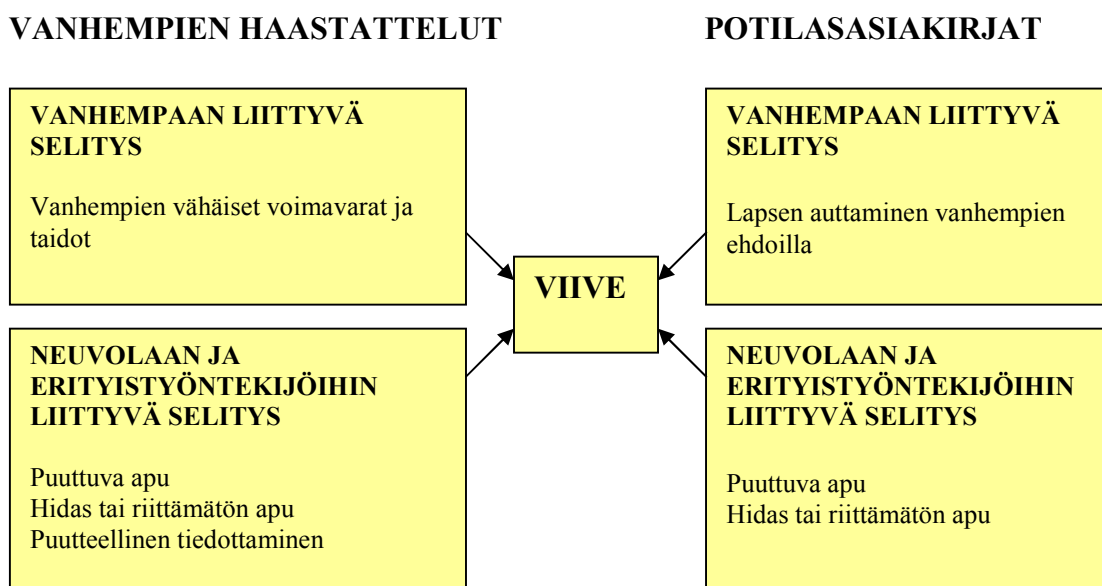 VANHEMPIEN HAASTATTELUT
VANHEMPAAN LIITTYVÄ
SELITYS
Vanhempien vähäiset voimavarat ja
taidot
NEUVOLAAN JA
ERITYISTYÖNTEKIJÖIHIN
LIITTYVÄ SELITYS
Puuttuva apu
Hidas tai riittämätön apu
Puutteellinen tiedottaminen
VIIVE
POTILASASIAKIRJAT
VANHEMPAAN LIITTYVÄ
SELITYS
Lapsen auttaminen vanhempien
ehdoilla
NEUVOLAAN JA
ERITYISTYÖNTEKIJÖIHIN
LIITTYVÄ SELITYS
Puuttuva apu
Hidas tai riittämätön apu